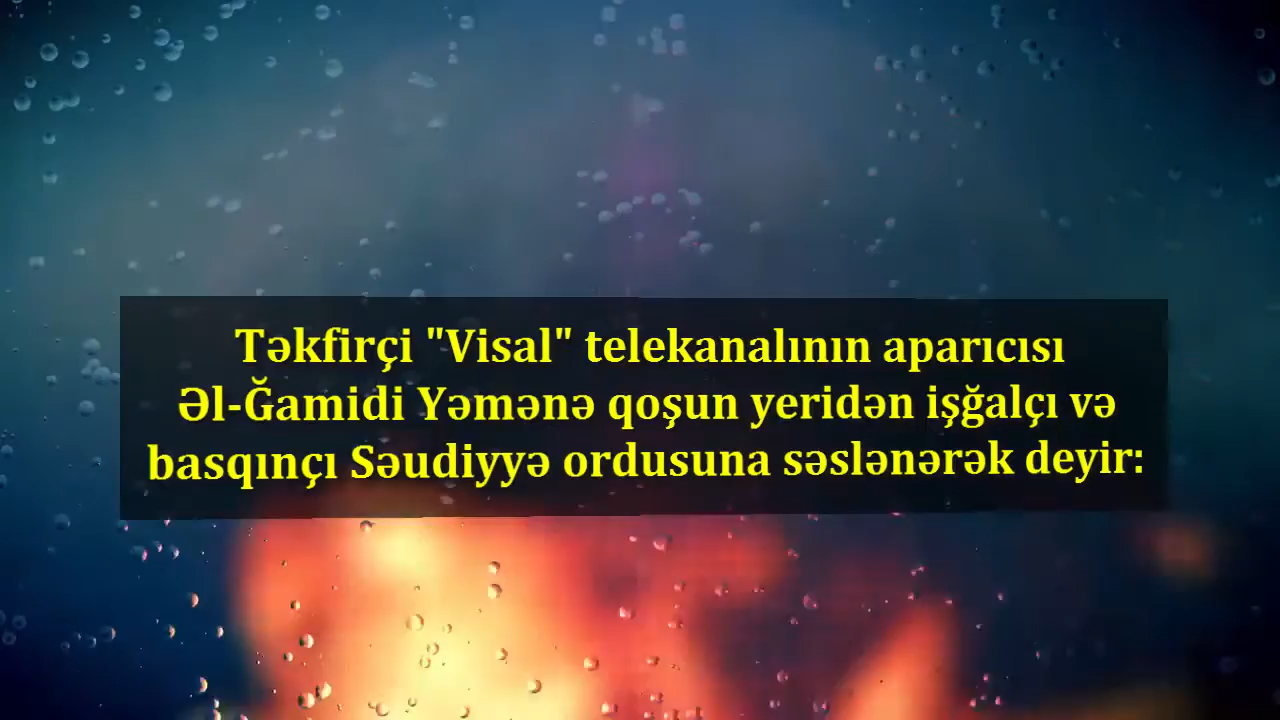 Təkfirçi "Visal" telekanalının aparıcısı
Əl-Ğamidi Yəmənə qoşun yeridən işğalçı və
basqınçı Səudiyyə ordusuna səslənərək deyir: